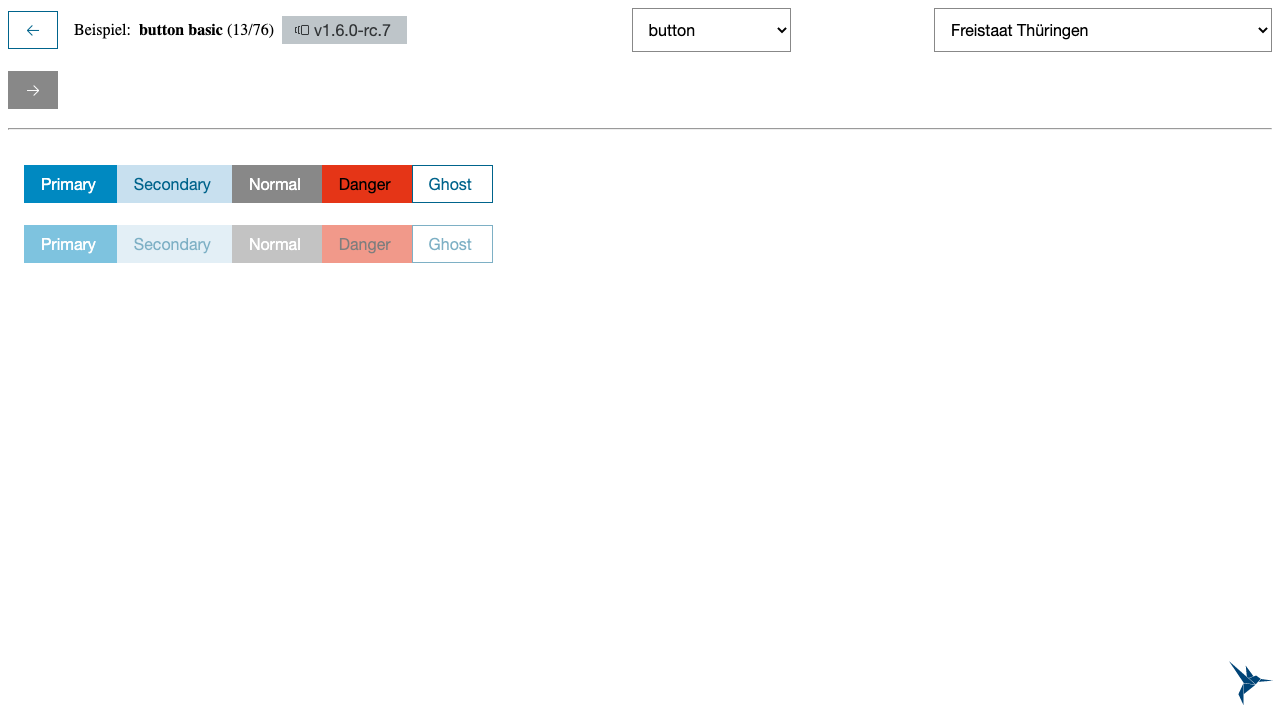 Beispiel: button basic (13/76) v1.6.0-rc.7 button Freistaat Thüringen
Primary Secondary Normal Danger Ghost
Primary Secondary Normal Danger Ghost